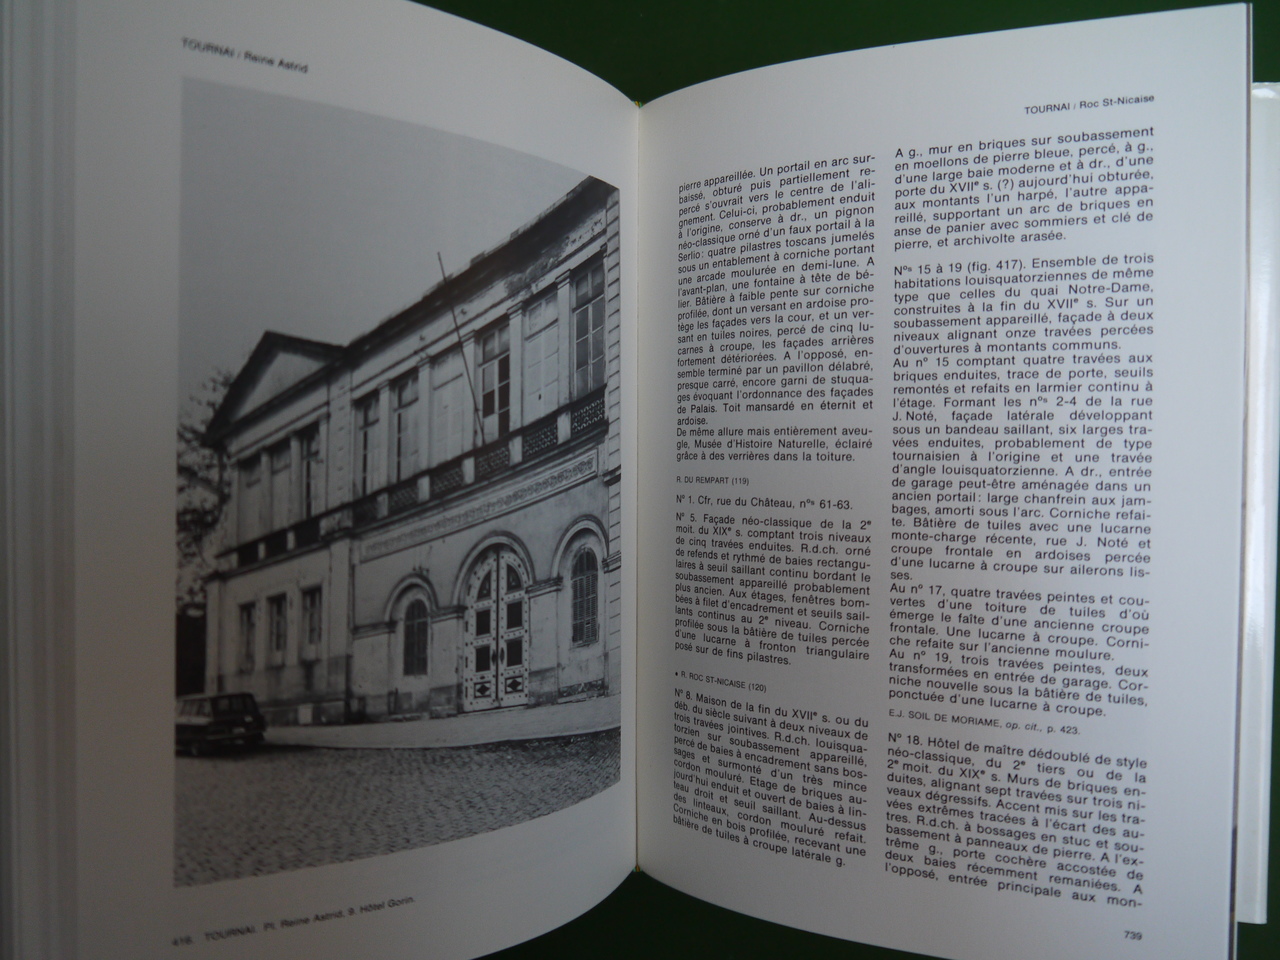 TOURNAI / Reine Astrid
416. TOURNAI. Pl. Reine Astrid, 9. Hôtel Gorin.
TOURNAI / Roc St-Nicaise
pierre appareillée. Un portail en arc sur-
baissé, obturé puis partiellement re-
percé s'ouvrait vers le centre de l'ali-
gnement. Celui-ci, probablement enduit
à l'origine, conserve à dr., un pignon
néo-classique orné d'un faux portail à la
Serlio : quatre pilastres toscans jumelés
sous un entablement à corniche portant
une arcade moulurée en demi-lune. A
l'avant-plan, une fontaine à tête de bé-
lier. Bâtière à faible pente sur corniche
profilée, dont un versant en ardoise pro-
tège les façades vers la cour, et un ver-
sant en tuiles noires, percé de cinq lu-
carnes à croupe, les façades arrières
fortement détériorées. A l'opposé, en-
semble terminé par un pavillon délabré,
presque carré, encore garni de stuqua-
ges évoquant l'ordonnance des façades
de Palais. Toit mansardé en éternit et
ardoise.
De même allure mais entièrement aveu-
gle, Musée d'Histoire Naturelle, éclairé
grâce à des verrières dans la toiture.
R. DU REMPART (119)
N° 1. Cfr, rue du Château, nᵒˢ 61-63.
N° 5. Façade néo-classique de la 2ᵉ
moit. du XIXᵉ s. comptant trois niveaux
de cinq travées enduites. R.d.ch. orné
de refends et rythmé de baies rectangu-
laires à seuil saillant continu bordant le
soubassement appareillé probablement
plus ancien. Aux étages, fenêtres bom-
bées à filet d'encadrement et seuils sail-
lants continus au 2ᵉ niveau. Corniche
profilée sous la bâtière de tuiles percée
d'une lucarne à fronton triangulaire
posé sur de fins pilastres.
• R. ROC ST-NICAISE (120)
N° 8. Maison de la fin du XVIIᵉ s. ou du
déb. du siècle suivant à deux niveaux de
trois travées jointives. R.d.ch. louisqua-
torzien sur soubassement appareillé,
percé de baies à encadrement sans bos-
sages et surmonté d'un très mince
cordon mouluré. Etage de briques au-
jourd'hui enduit et ouvert de baies à lin-
teau droit et seuil saillant. Au-dessus
des linteaux, cordon mouluré refait.
Corniche en bois profilée, recevant une
bâtière de tuiles à croupe latérale g.
A g., mur en briques sur soubassement
en moellons de pierre bleue, percé, à g.,
d'une large baie moderne et à dr., d'une
porte du XVIIᵉ s. (?) aujourd'hui obturée,
aux montants l'un harpé, l'autre appa-
reillé, supportant un arc de briques en
anse de panier avec sommiers et clé de
pierre, et archivolte arasée.
Nᵒˢ 15 à 19 (fig. 417). Ensemble de trois
habitations louisquatorziennes de même
type que celles du quai Notre-Dame,
construites à la fin du XVIIᵉ s. Sur un
soubassement appareillé, façade à deux
niveaux alignant onze travées percées
d'ouvertures à montants communs.
Au n° 15 comptant quatre travées aux
briques enduites, trace de porte, seuils
remontés et refaits en larmier continu à
l'étage. Formant les nᵒˢ 2-4 de la rue
J. Noté, façade latérale développant
sous un bandeau saillant, six larges tra-
vées enduites, probablement de type
tournaisien à l'origine et une travée
d'angle louisquatorzienne. A dr., entrée
de garage peut-être aménagée dans un
ancien portail : large chanfrein aux jam-
bages, amorti sous l'arc. Corniche refai-
te. Bâtière de tuiles avec une lucarne
monte-charge récente, rue J. Noté et
croupe frontale en ardoises percée
d'une lucarne à croupe sur ailerons lis-
ses.
Au n° 17, quatre travées peintes et cou-
vertes d'une toiture de tuiles d'où
émerge le faîte d'une ancienne croupe
frontale. Une lucarne à croupe. Corni-
che refaite sur l'ancienne moulure.
Au n° 19, trois travées peintes, deux
transformées en entrée de garage. Cor-
niche nouvelle sous la bâtière de tuiles,
ponctuée d'une lucarne à croupe.
E.J. SOIL DE MORIAME, op. cit., p. 423.
N° 18. Hôtel de maître dédoublé de style
néo-classique, du 2ᵉ tiers ou de la
2ᵉ moit. du XIXᵉ s. Murs de briques en-
duites, alignant sept travées sur trois ni-
veaux dégressifs. Accent mis sur les tra-
vées extrêmes tracées à l'écart des au-
tres. R.d.ch. à bossages en stuc et sou-
bassement à panneaux de pierre. A l'ex-
trême g., porte cochère accostée de
deux baies récemment remaniées. A
l'opposé, entrée principale aux mon-
739